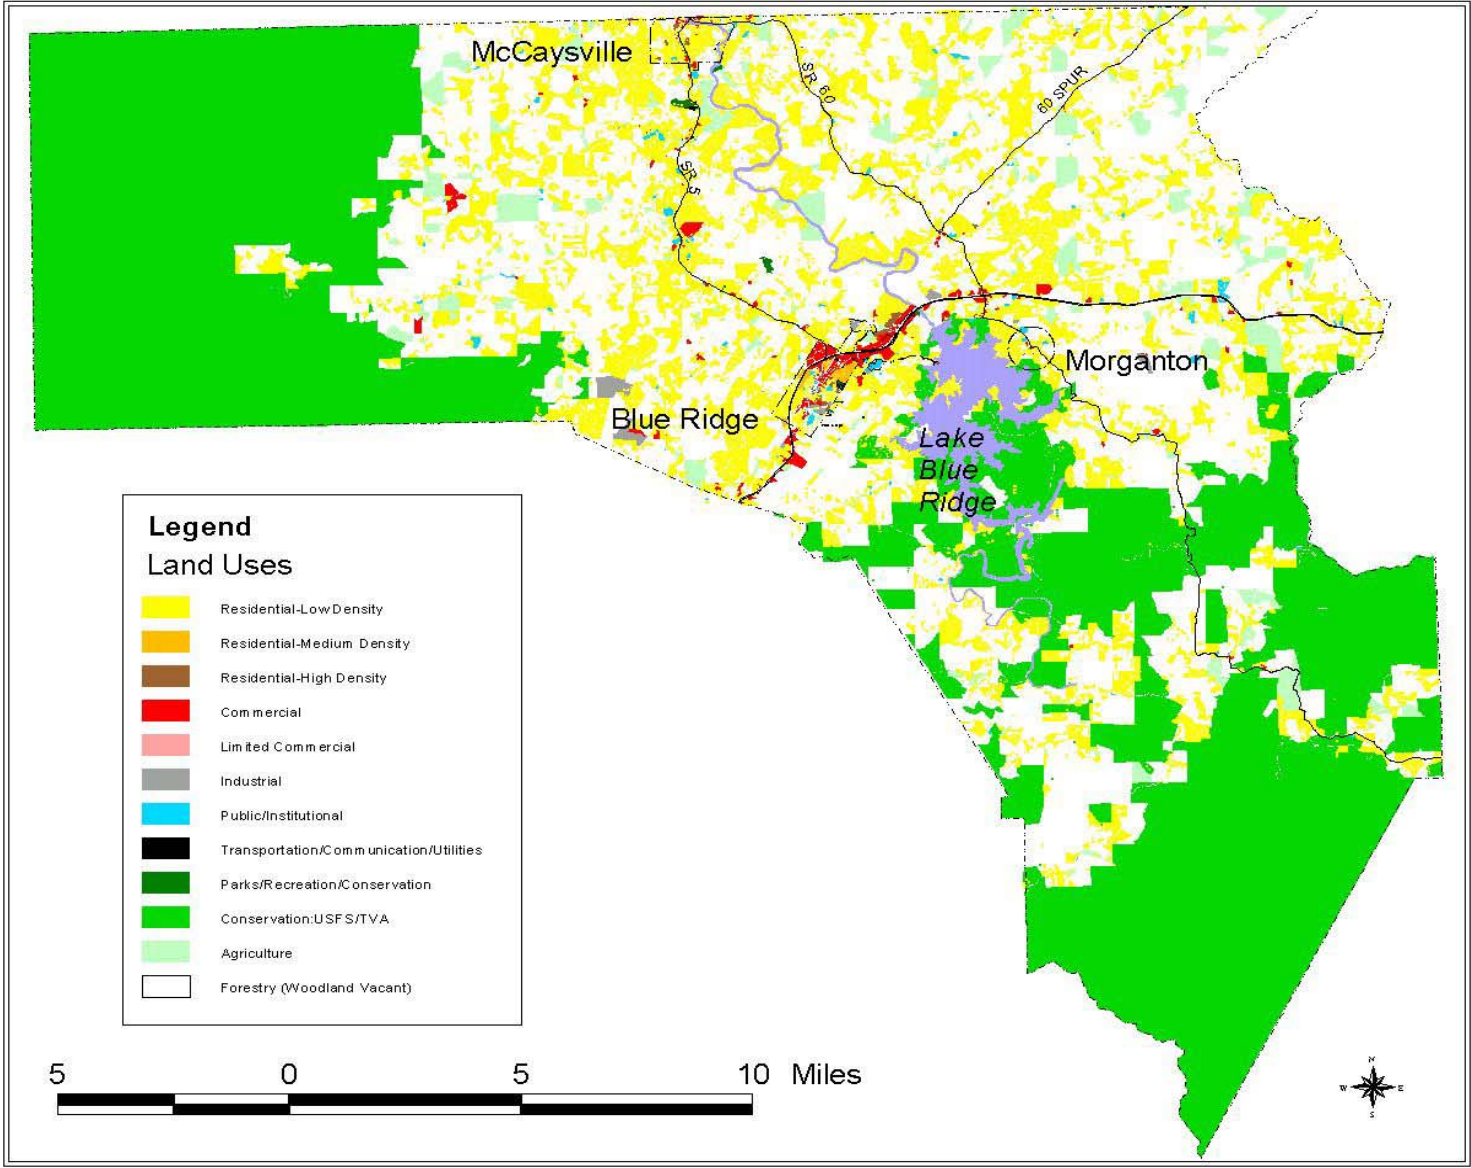 McCaysville
SR 60
60 SPUR
SR 5
Morganton
Blue Ridge
Lake
Blue
Ridge
Legend
Land Uses
Residential-Low Density
Residential-Medium Density
Residential-High Density
Commercial
Limited Commercial
Industrial
Public/Institutional
Transportation/Communication/Utilities
Parks/Recreation/Conservation
Conservation:USFS/TVA
Agriculture
Forestry (Woodland Vacant)
5 0 5 10 Miles
N
W E
S